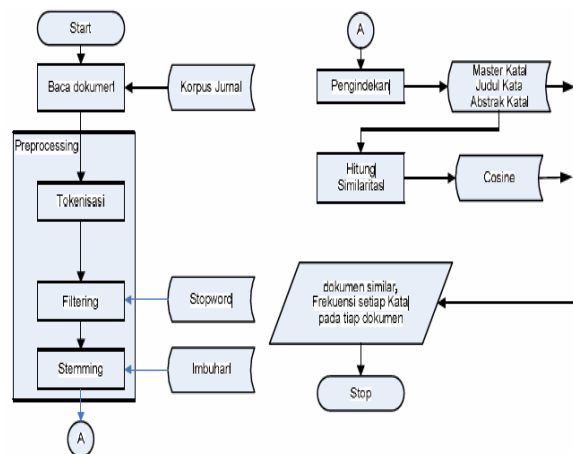 Start
Baca dokumen
Korpus Jurnal
Preprocessing
Tokenisasi
Filtering
Stopword
Stemming
Imbuhan
A
A
Pengindekan
Master Kata
Judul Kata
Abstrak Kata
Hitung
Similaritas
Cosine
dokumen similar,
Frekuensi setiap Kata
pada tiap dokumen
Stop